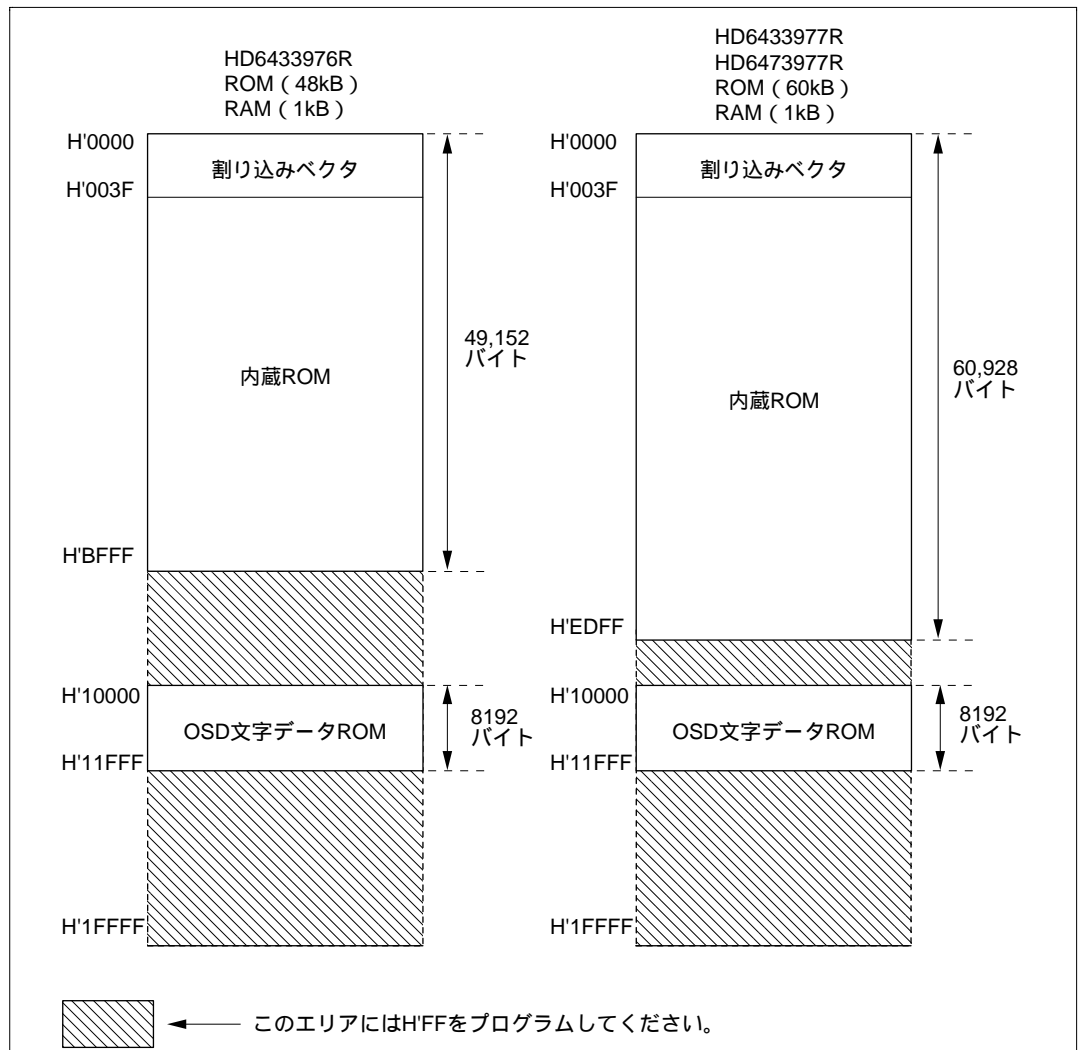 HD6433976R
ROM（48kB）
RAM（1kB）
H'0000
割り込みベクタ
H'003F
内蔵ROM
49,152
バイト
H'BFFF
H'10000
OSD文字データROM
8192
バイト
H'11FFF
H'1FFFF
HD6433977R
HD6473977R
ROM（60kB）
RAM（1kB）
H'0000
割り込みベクタ
H'003F
内蔵ROM
60,928
バイト
H'EDFF
H'10000
OSD文字データROM
8192
バイト
H'11FFF
H'1FFFF
このエリアにはH'FFをプログラムしてください。